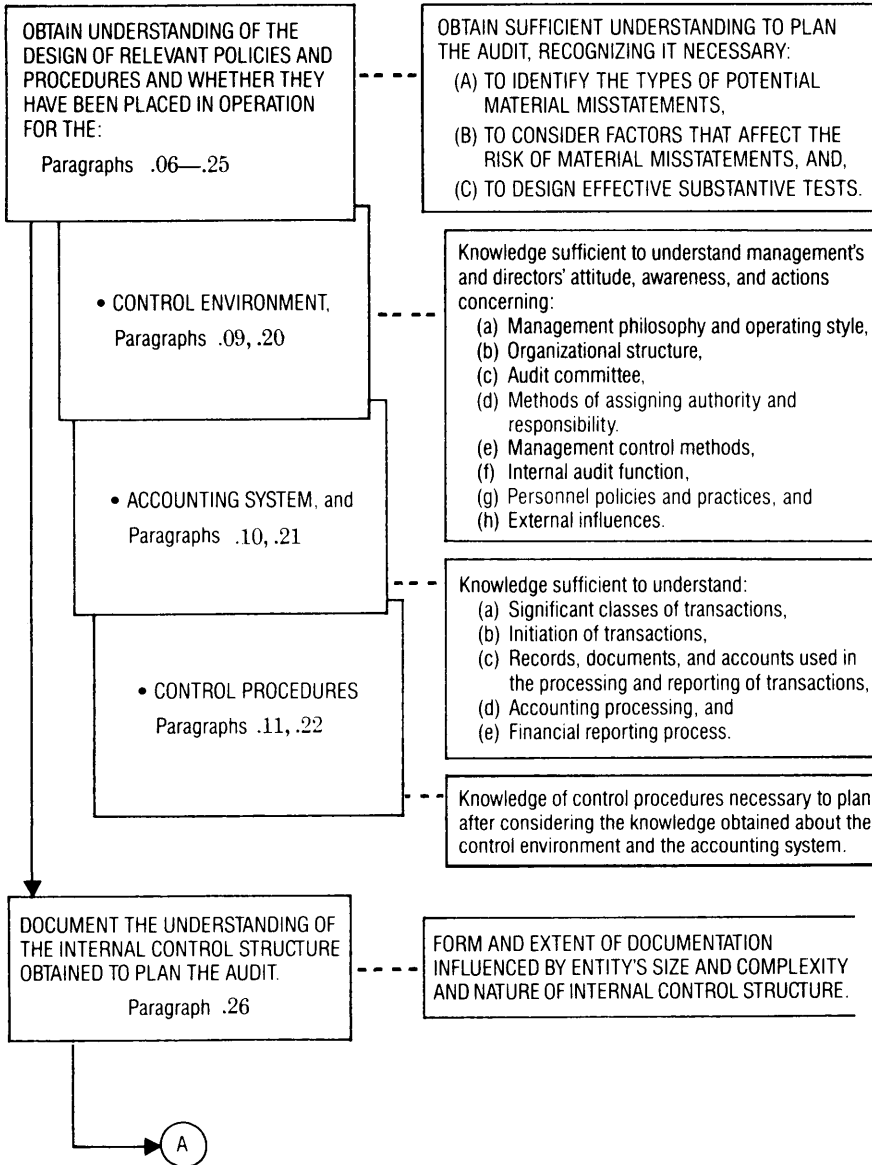 OBTAIN UNDERSTANDING OF THE
DESIGN OF RELEVANT POLICIES AND
PROCEDURES AND WHETHER THEY
HAVE BEEN PLACED IN OPERATION
FOR THE:
Paragraphs .06—.25
OBTAIN SUFFICIENT UNDERSTANDING TO PLAN
THE AUDIT, RECOGNIZING IT NECESSARY:
(A) TO IDENTIFY THE TYPES OF POTENTIAL
MATERIAL MISSTATEMENTS,
(B) TO CONSIDER FACTORS THAT AFFECT THE
RISK OF MATERIAL MISSTATEMENTS, AND,
(C) TO DESIGN EFFECTIVE SUBSTANTIVE TESTS.
• CONTROL ENVIRONMENT,
Paragraphs .09, .20
Knowledge sufficient to understand management's
and directors' attitude, awareness, and actions
concerning:
(a) Management philosophy and operating style,
(b) Organizational structure,
(c) Audit committee,
(d) Methods of assigning authority and
responsibility.
(e) Management control methods,
(f) Internal audit function,
(g) Personnel policies and practices, and
(h) External influences.
• ACCOUNTING SYSTEM, and
Paragraphs .10, .21
Knowledge sufficient to understand:
(a) Significant classes of transactions,
(b) Initiation of transactions,
(c) Records, documents, and accounts used in
the processing and reporting of transactions,
(d) Accounting processing, and
(e) Financial reporting process.
• CONTROL PROCEDURES
Paragraphs .11, .22
Knowledge of control procedures necessary to plan
after considering the knowledge obtained about the
control environment and the accounting system.
DOCUMENT THE UNDERSTANDING OF
THE INTERNAL CONTROL STRUCTURE
OBTAINED TO PLAN THE AUDIT.
Paragraph .26
FORM AND EXTENT OF DOCUMENTATION
INFLUENCED BY ENTITY'S SIZE AND COMPLEXITY
AND NATURE OF INTERNAL CONTROL STRUCTURE.
A